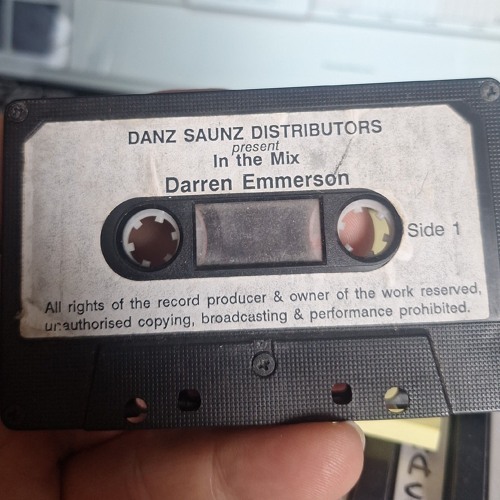 DANZ SAUNZ DISTRIBUTORS
present
In the Mix
Darren Emmerson
Side 1
All rights of the record producer & owner of the work reserved,
unauthorised copying, broadcasting & performance prohibited.